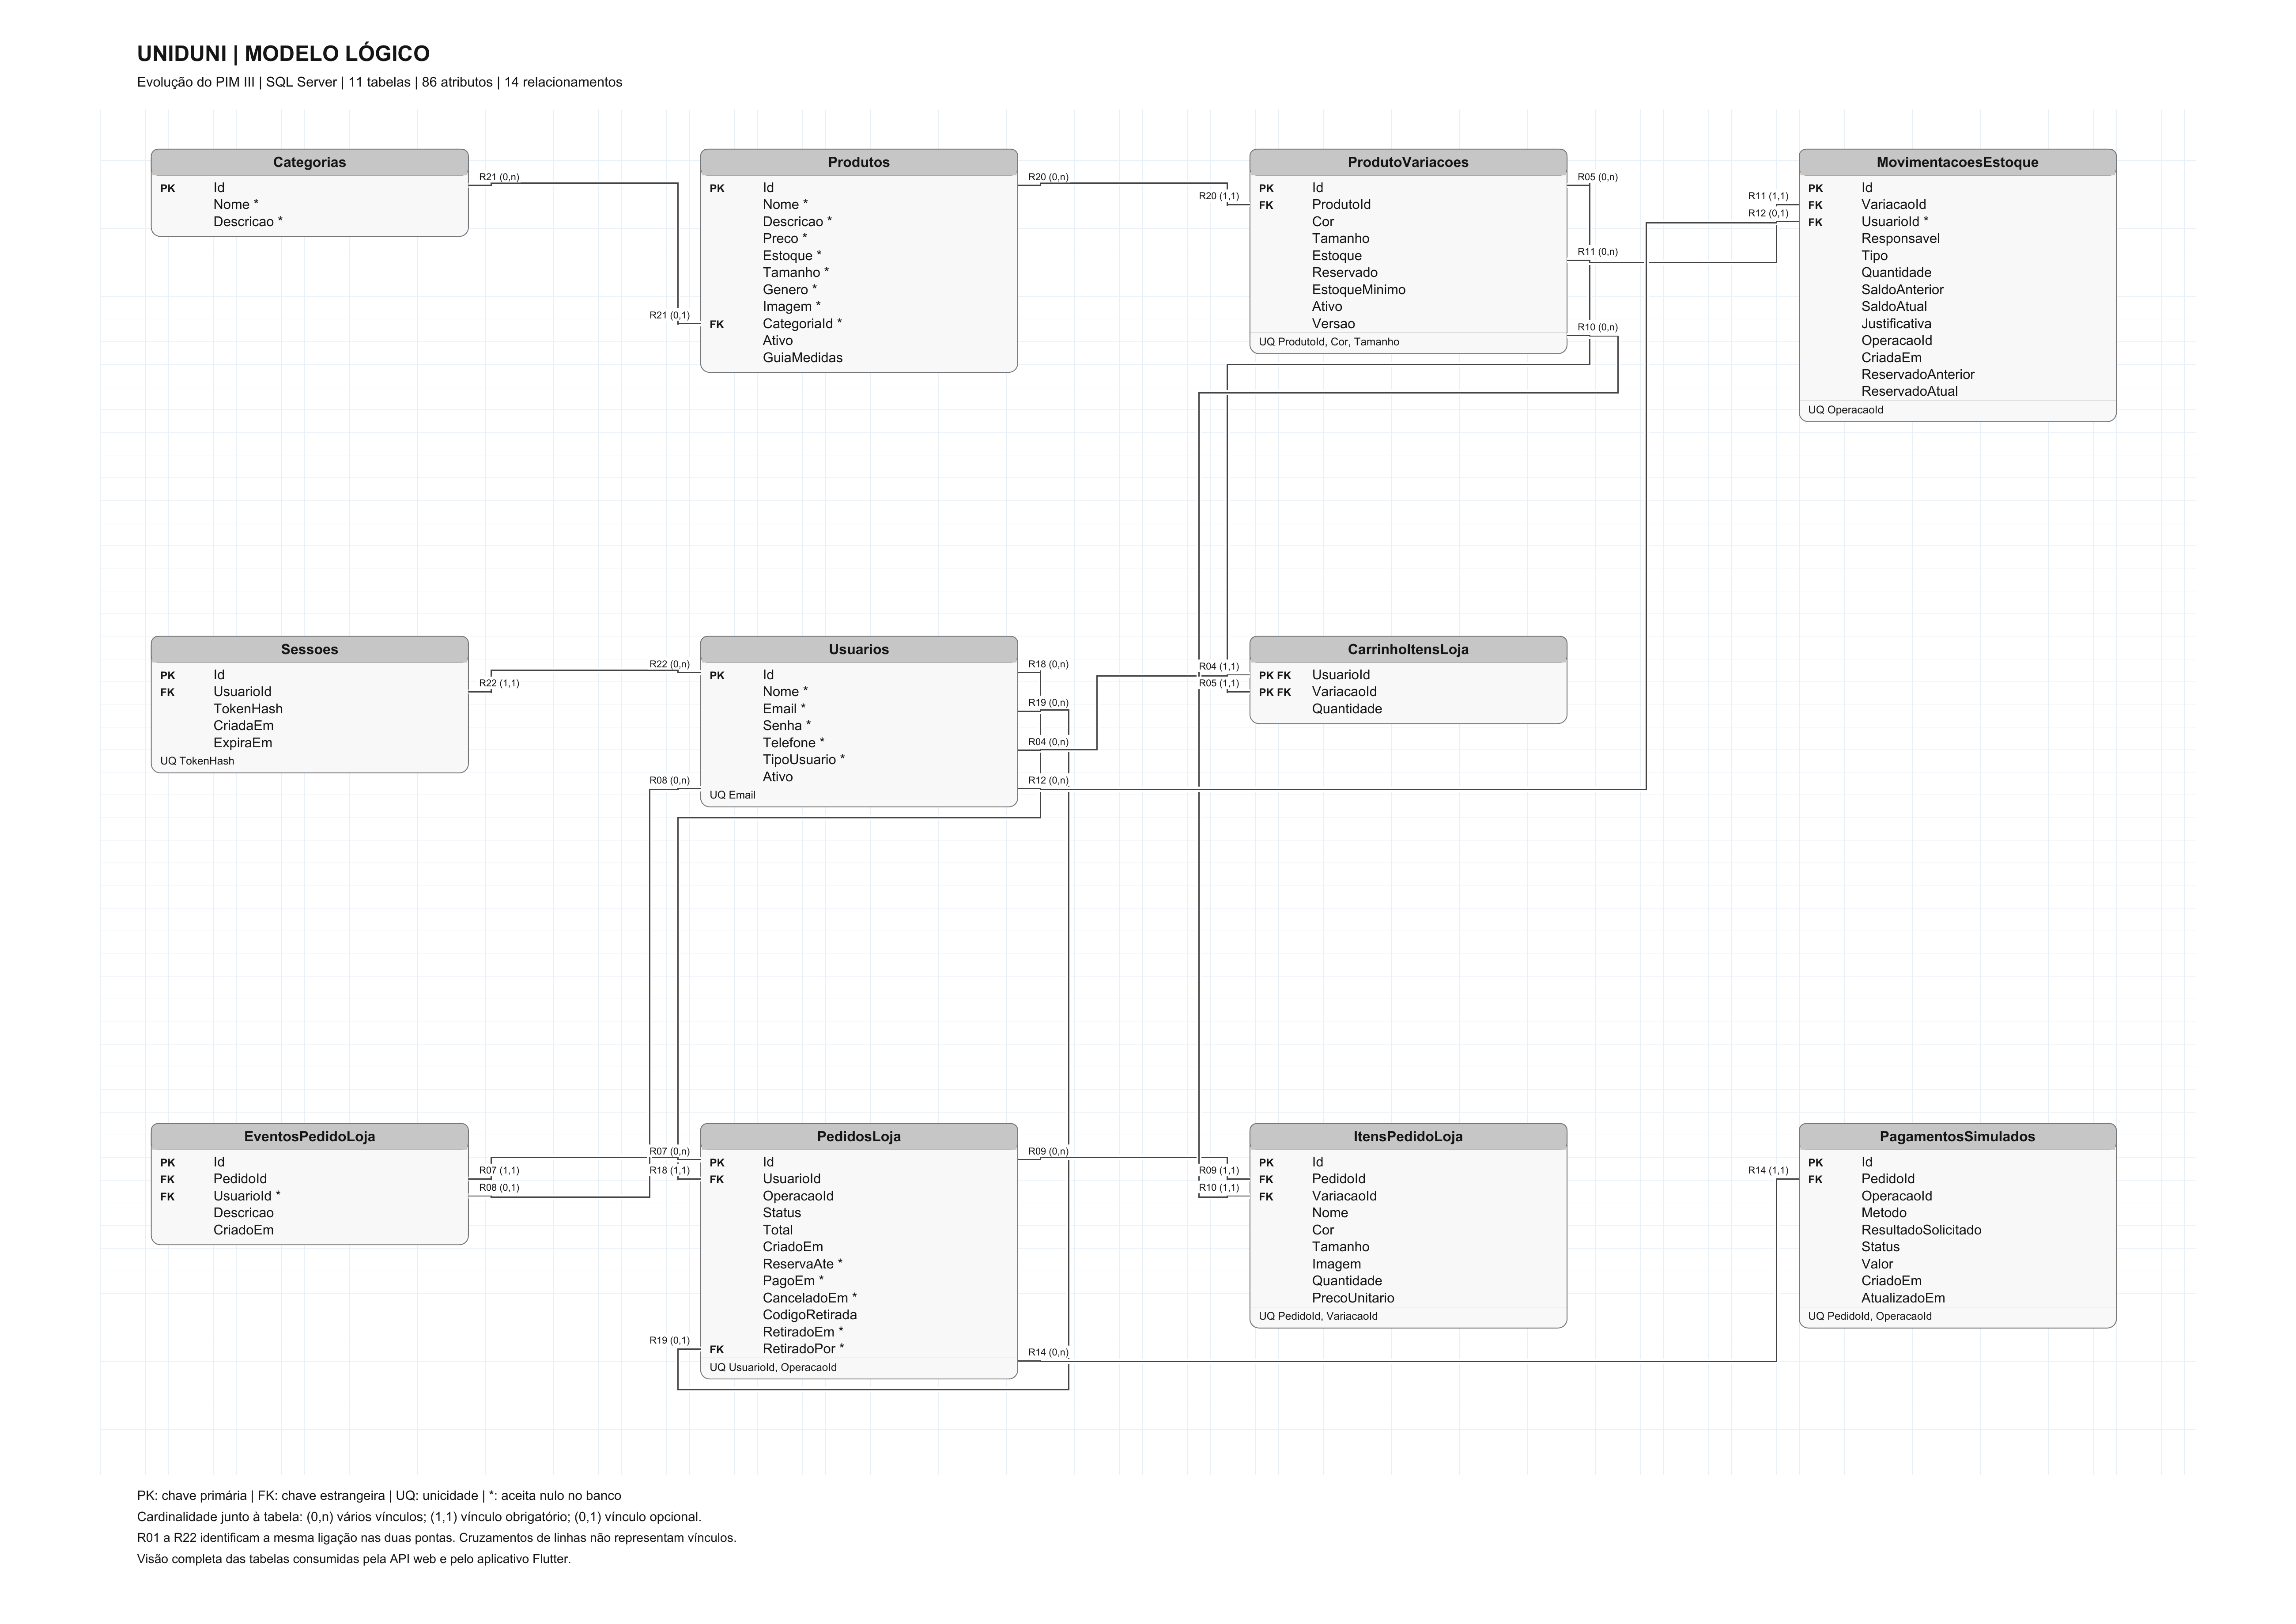 UNIDUNI | MODELO LÓGICO
Evolução do PIM III | SQL Server | 11 tabelas | 86 atributos | 14 relacionamentos
Categorias
PK Id
Nome *
Descricao *
R21 (0,n)
R21 (0,1)
Produtos
PK Id
Nome *
Descricao *
Preco *
Estoque *
Tamanho *
Genero *
Imagem *
FK CategoriaId *
Ativo
GuiaMedidas
R20 (0,n)
R20 (1,1)
ProdutoVariacoes
PK Id
FK ProdutoId
Cor
Tamanho
Estoque
Reservado
EstoqueMinimo
Ativo
Versao
UQ ProdutoId, Cor, Tamanho
R05 (0,n)
R11 (0,n)
R10 (0,n)
R11 (1,1)
R12 (0,1)
MovimentacoesEstoque
PK Id
FK VariacaoId
FK UsuarioId *
Responsavel
Tipo
Quantidade
SaldoAnterior
SaldoAtual
Justificativa
OperacaoId
CriadaEm
ReservadoAnterior
ReservadoAtual
UQ OperacaoId
Sessoes
PK Id
FK UsuarioId
TokenHash
CriadaEm
ExpiraEm
UQ TokenHash
R22 (1,1)
R22 (0,n)
R08 (0,n)
Usuarios
PK Id
Nome *
Email *
Senha *
Telefone *
TipoUsuario *
Ativo
UQ Email
R18 (0,n)
R19 (0,n)
R04 (0,n)
R12 (0,n)
R04 (1,1)
R05 (1,1)
CarrinhoItensLoja
PK FK UsuarioId
PK FK VariacaoId
Quantidade
EventosPedidoLoja
PK Id
FK PedidoId
FK UsuarioId *
Descricao
CriadoEm
R07 (1,1)
R08 (0,1)
R07 (0,n)
R18 (1,1)
R19 (0,1)
PedidosLoja
PK Id
FK UsuarioId
OperacaoId
Status
Total
CriadoEm
ReservaAte *
PagoEm *
CanceladoEm *
CodigoRetirada
RetiradoEm *
FK RetiradoPor *
UQ UsuarioId, OperacaoId
R09 (0,n)
R14 (0,n)
R09 (1,1)
R10 (1,1)
ItensPedidoLoja
PK Id
FK PedidoId
FK VariacaoId
Nome
Cor
Tamanho
Imagem
Quantidade
PrecoUnitario
UQ PedidoId, VariacaoId
R14 (1,1)
PagamentosSimulados
PK Id
FK PedidoId
OperacaoId
Metodo
ResultadoSolicitado
Status
Valor
CriadoEm
AtualizadoEm
UQ PedidoId, OperacaoId
PK: chave primária | FK: chave estrangeira | UQ: unicidade | *: aceita nulo no banco
Cardinalidade junto à tabela: (0,n) vários vínculos; (1,1) vínculo obrigatório; (0,1) vínculo opcional.
R01 a R22 identificam a mesma ligação nas duas pontas. Cruzamentos de linhas não representam vínculos.
Visão completa das tabelas consumidas pela API web e pelo aplicativo Flutter.